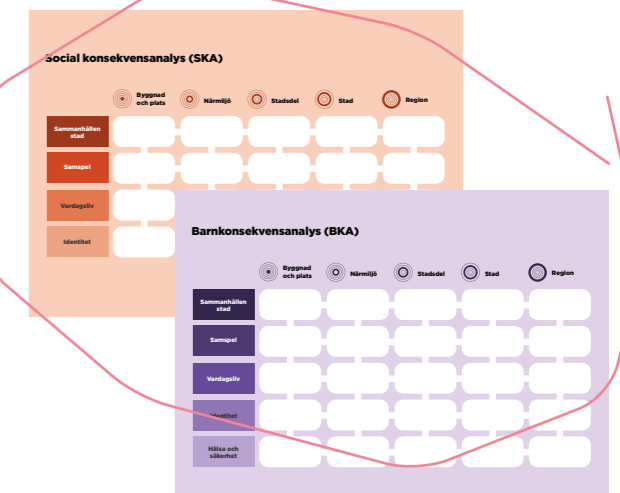 Social konsekvensanalys (SKA)
Byggnad
och plats
Närmiljö
Stadsdel
Stad
Region
Sammanhållen
stad
Samspel
Vardagsliv
Identitet
Barnkonsekvensanalys (BKA)
Byggnad
och plats
Närmiljö
Stadsdel
Stad
Region
Sammanhållen
stad
Samspel
Vardagsliv
Identitet
Hälsa och
säkerhet